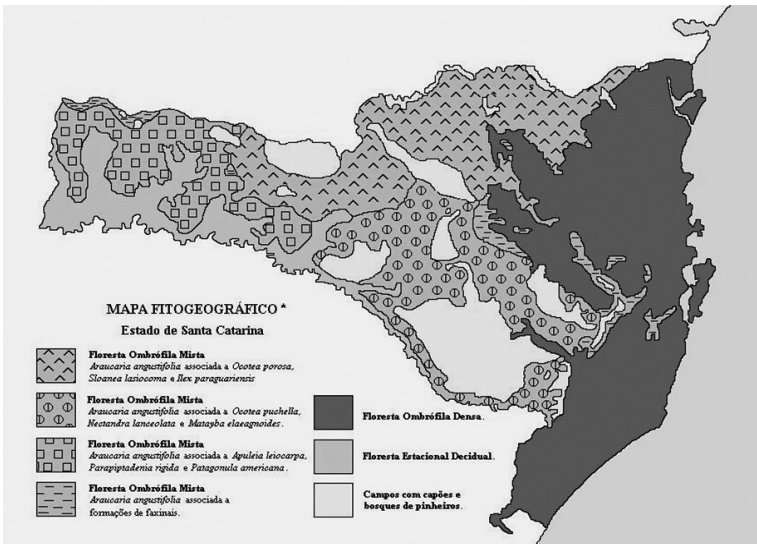 MAPA FITOGEOGRÁFICO *
Estado de Santa Catarina
Floresta Ombrófila Mista
Araucaria angustifolia associada a Ocotea porosa,
Sloanea lasiocoma e Ilex paraguariensis
Floresta Ombrófila Mista
Araucaria angustifolia associada a Ocotea puchella,
Nectandra lanceolata e Matayba elaeagnoides.
Floresta Ombrófila Mista
Araucaria angustifolia associada a Apuleia leiocarpa,
Parapiptadenia rigida e Patagonula americana.
Floresta Ombrófila Mista
Araucaria angustifolia associada a
formações de faxinais.
Floresta Ombrófila Densa.
Floresta Estacional Decidual.
Campos com capões e
bosques de pinheiros.